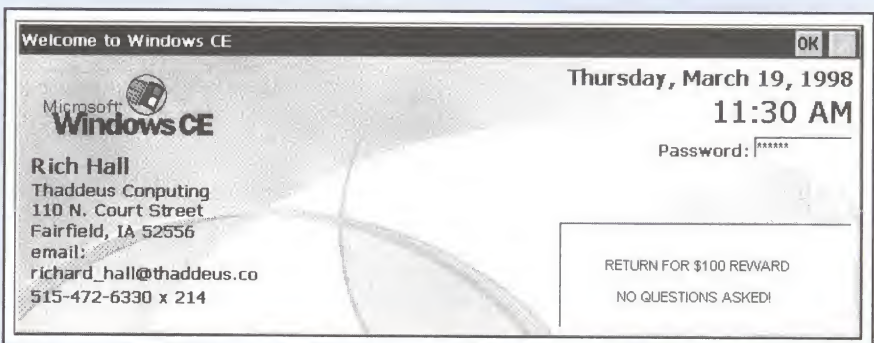 Welcome to Windows CE
OK
Microsoft
Windows CE
Thursday, March 19, 1998
11:30 AM
Password: ******
Rich Hall
Thaddeus Conputing
110 N. Court Street
Fairfield, IA 52556
email:
richard_hall@thaddeus.co
515-472-6330 x 214
RETURN FOR $100 REWARD
NO QUESTIONS ASKED!